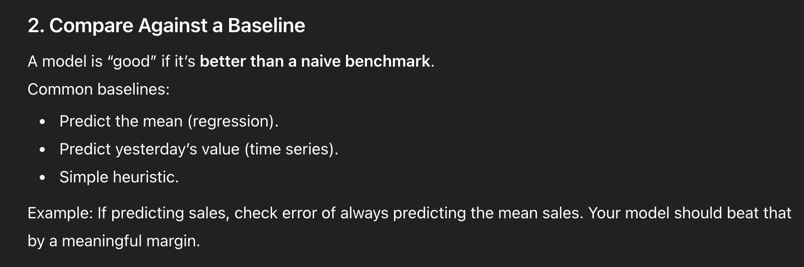 2. Compare Against a Baseline
A model is “good” if it’s better than a naive benchmark.
Common baselines:
• Predict the mean (regression).
• Predict yesterday’s value (time series).
• Simple heuristic.
Example: If predicting sales, check error of always predicting the mean sales. Your model should beat that
by a meaningful margin.